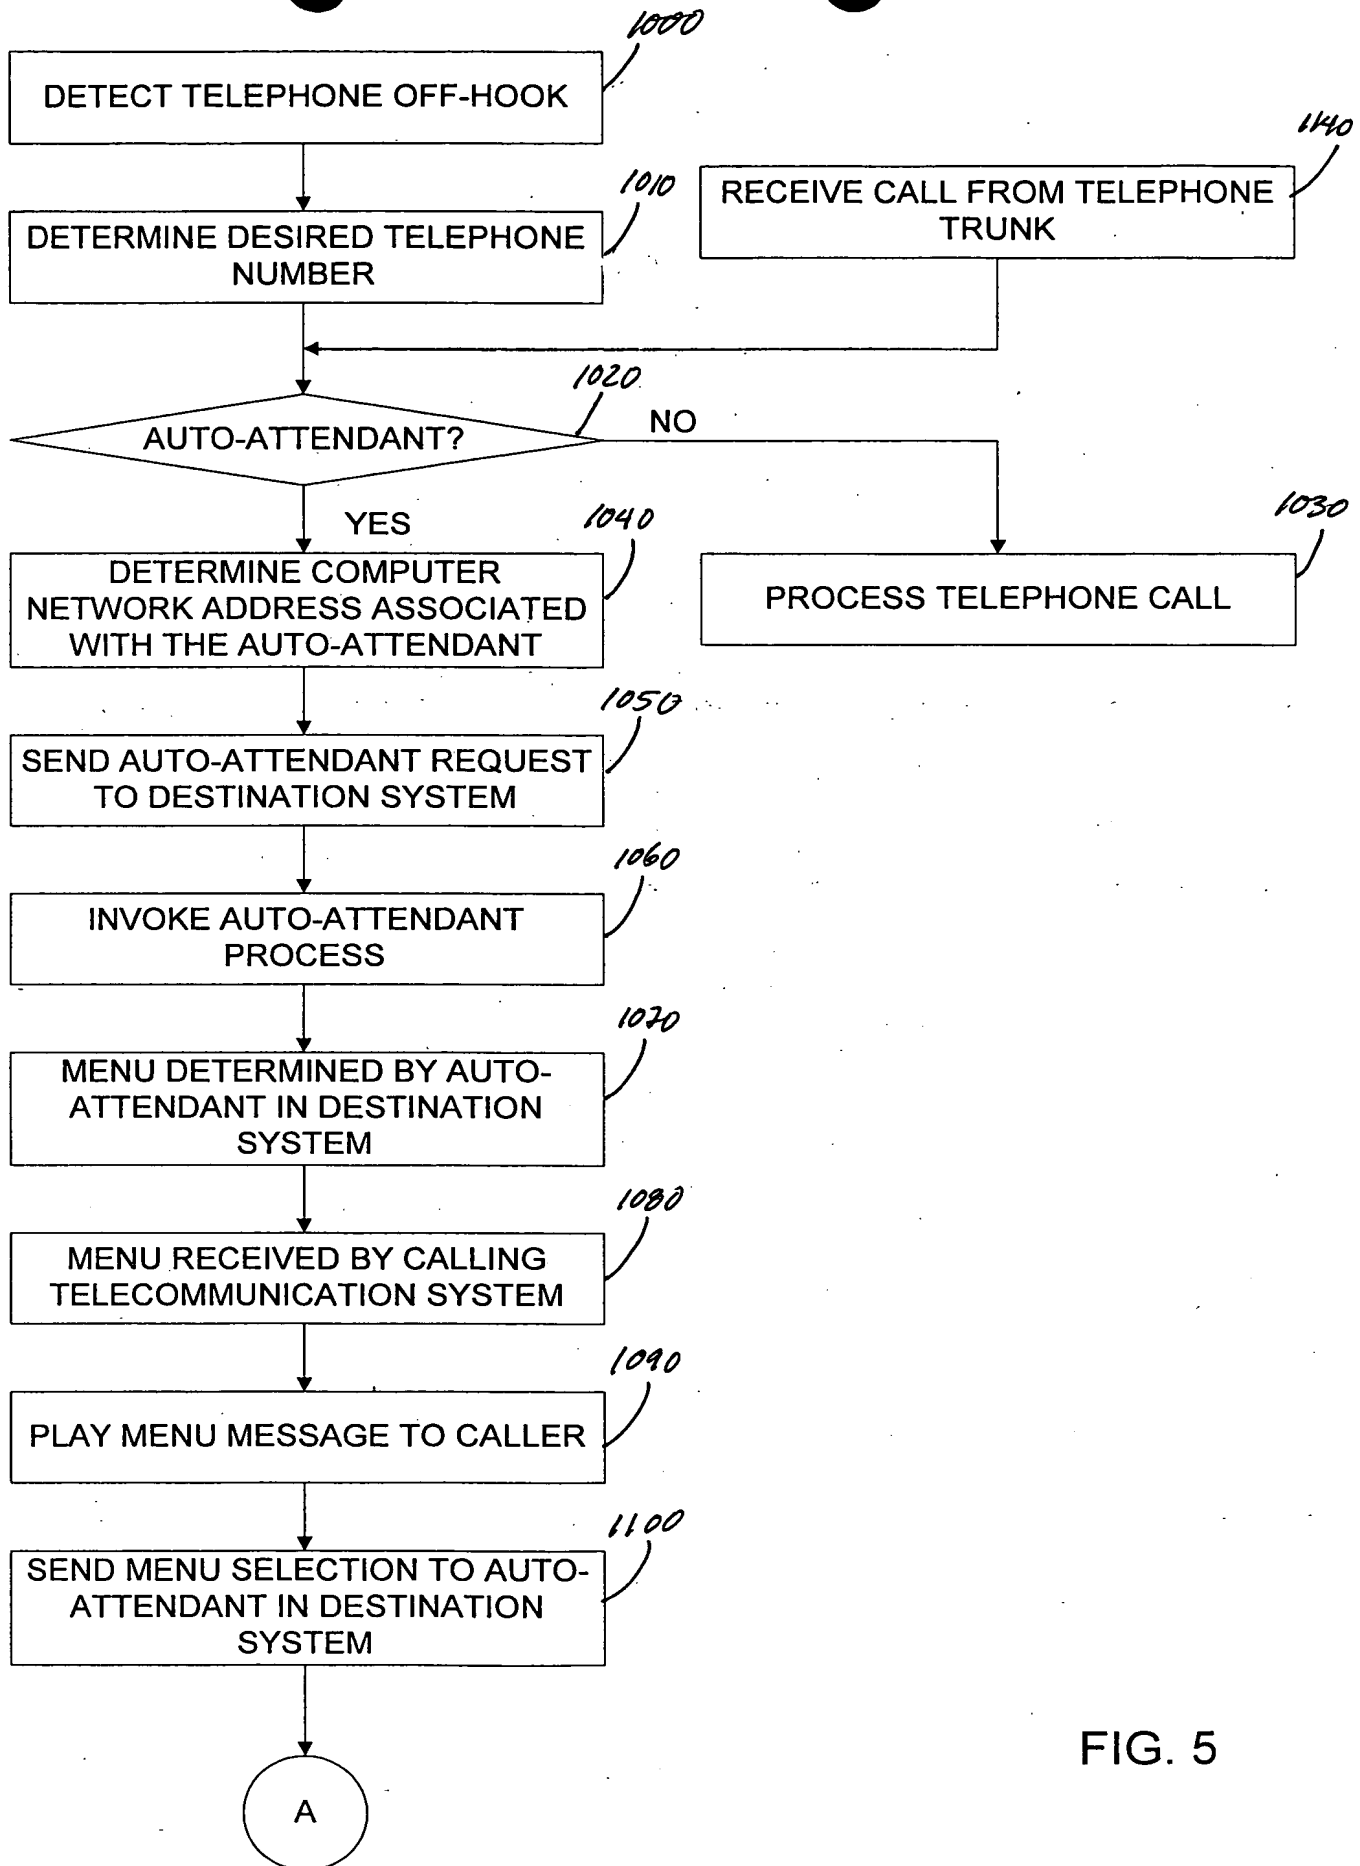 1000
DETECT TELEPHONE OFF-HOOK
1140
1010
RECEIVE CALL FROM TELEPHONE
TRUNK
DETERMINE DESIRED TELEPHONE
NUMBER
1020
AUTO-ATTENDANT?
NO
YES
1040
1030
DETERMINE COMPUTER
NETWORK ADDRESS ASSOCIATED
WITH THE AUTO-ATTENDANT
PROCESS TELEPHONE CALL
1050
SEND AUTO-ATTENDANT REQUEST
TO DESTINATION SYSTEM
1060
INVOKE AUTO-ATTENDANT
PROCESS
1070
MENU DETERMINED BY AUTO-
ATTENDANT IN DESTINATION
SYSTEM
1080
MENU RECEIVED BY CALLING
TELECOMMUNICATION SYSTEM
1090
PLAY MENU MESSAGE TO CALLER
1100
SEND MENU SELECTION TO AUTO-
ATTENDANT IN DESTINATION
SYSTEM
FIG. 5
A